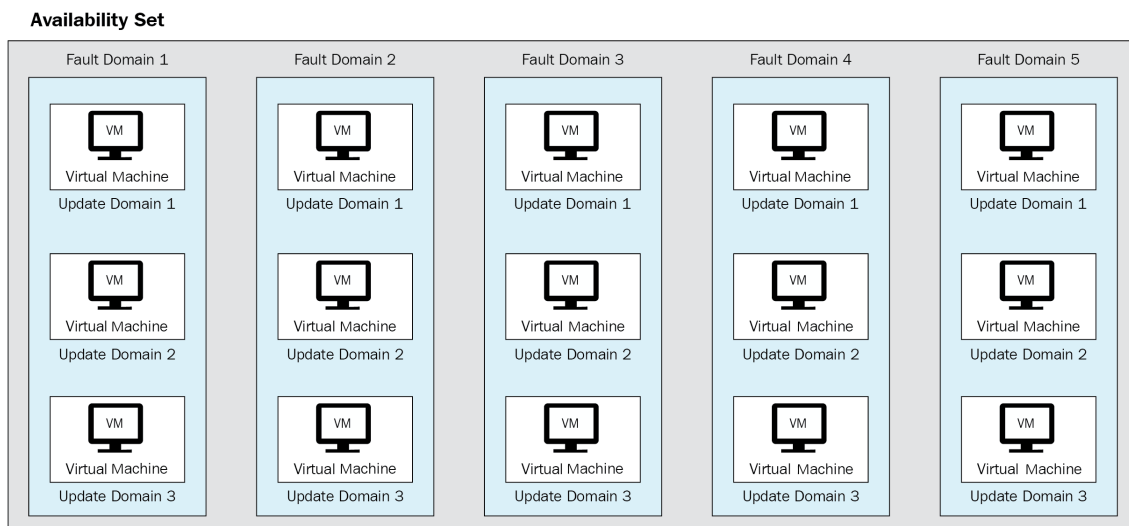 Availability Set
Fault Domain 1 Fault Domain 2 Fault Domain 3 Fault Domain 4 Fault Domain 5
VM VM VM VM VM
Virtual Machine Virtual Machine Virtual Machine Virtual Machine Virtual Machine
Update Domain 1 Update Domain 1 Update Domain 1 Update Domain 1 Update Domain 1
VM VM VM VM VM
Virtual Machine Virtual Machine Virtual Machine Virtual Machine Virtual Machine
Update Domain 2 Update Domain 2 Update Domain 2 Update Domain 2 Update Domain 2
VM VM VM VM VM
Virtual Machine Virtual Machine Virtual Machine Virtual Machine Virtual Machine
Update Domain 3 Update Domain 3 Update Domain 3 Update Domain 3 Update Domain 3